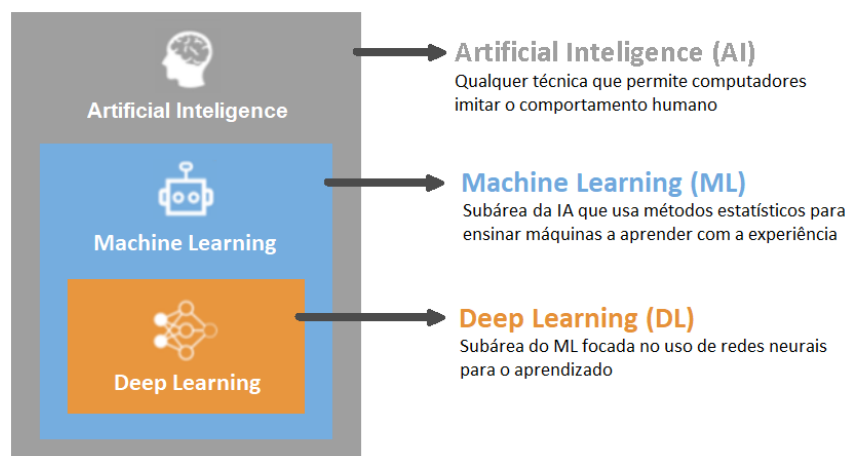 Artificial Inteligence
Machine Learning
Deep Learning
Artificial Inteligence (AI)
Qualquer técnica que permite computadores
imitar o comportamento humano
Machine Learning (ML)
Subárea da IA que usa métodos estatísticos para
ensinar máquinas a aprender com a experiência
Deep Learning (DL)
Subárea do ML focada no uso de redes neurais
para o aprendizado